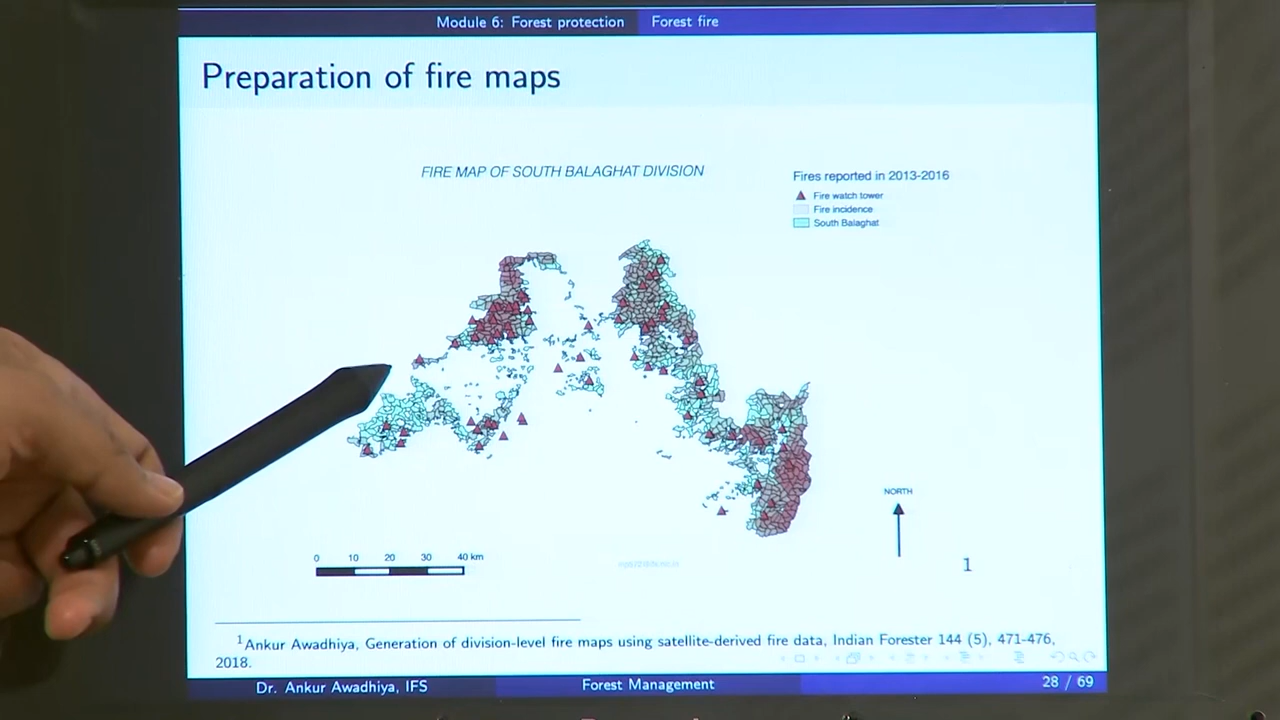 Module 6: Forest protection Forest fire
Preparation of fire maps
FIRE MAP OF SOUTH BALAGHAT DIVISION
Fires reported in 2013-2016
Fire watch tower
Fire incidence
South Balaghat
NORTH
0 10 20 30 40 km
1
1Ankur Awadhiya, Generation of division-level fire maps using satellite-derived fire data, Indian Forester 144 (5), 471-476,
2018.
Dr. Ankur Awadhiya, IFS Forest Management 28 / 69